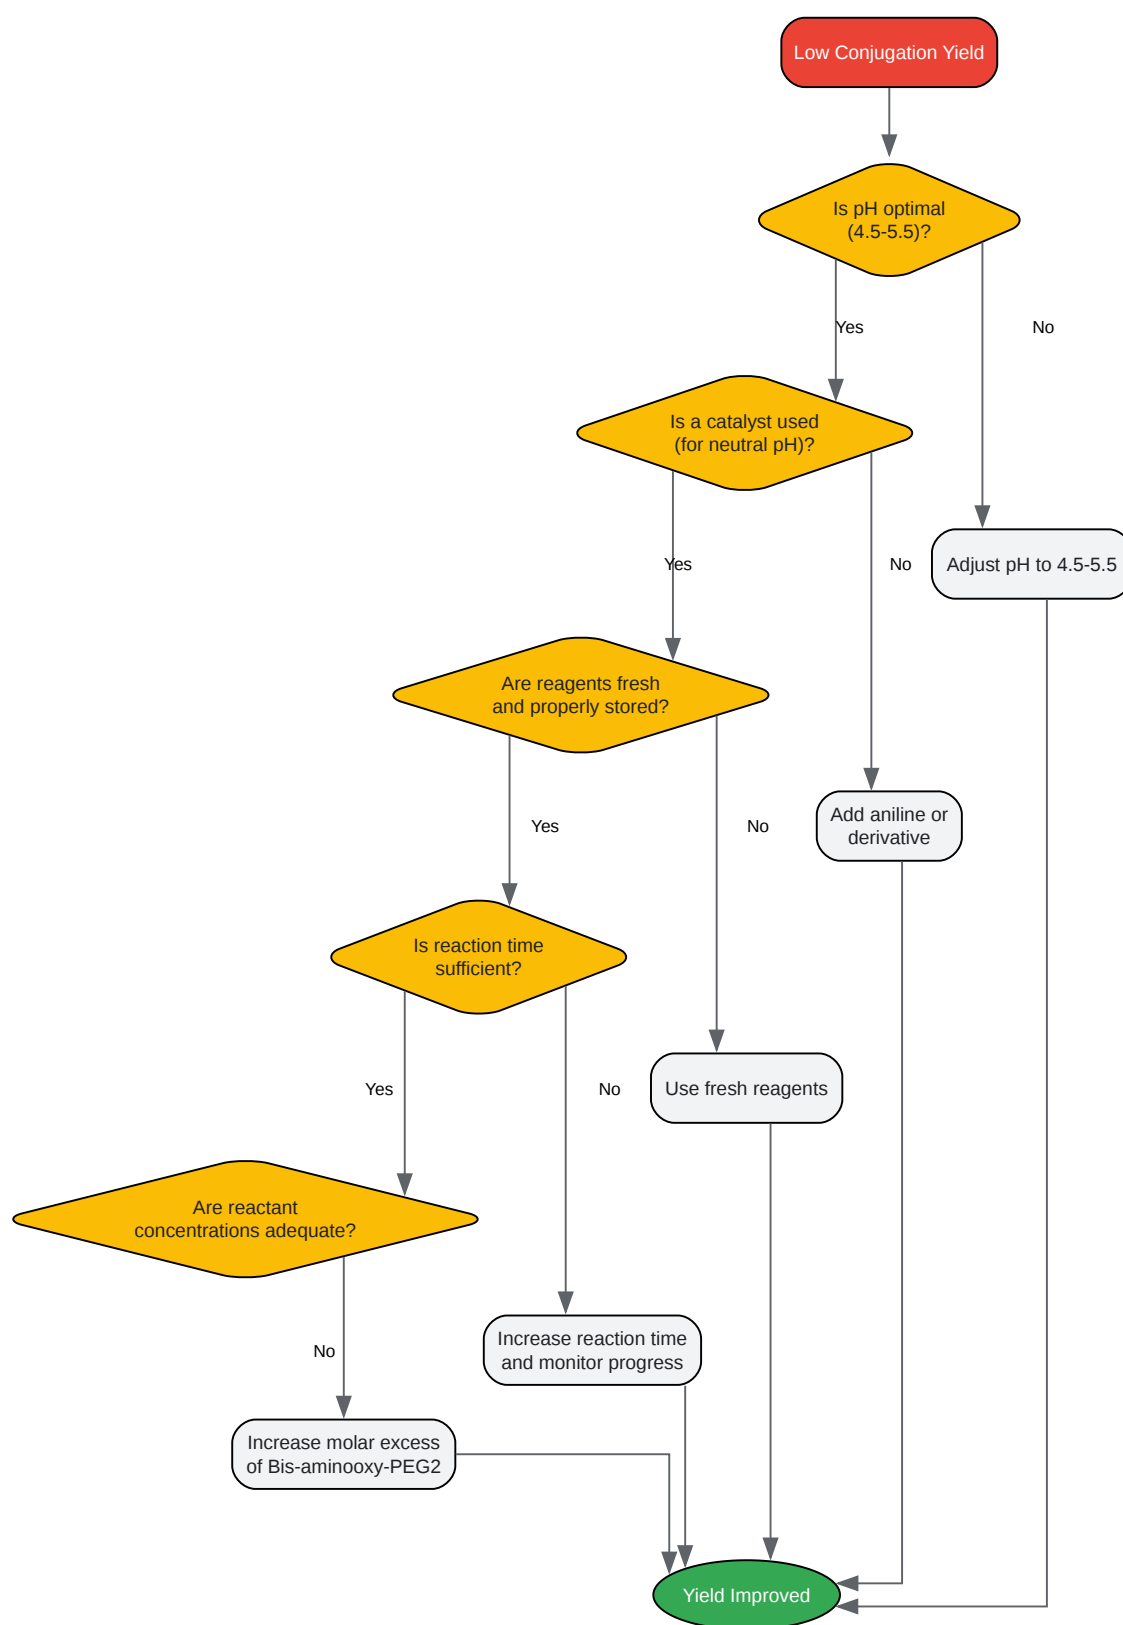 Low Conjugation Yield
Is pH optimal
(4.5-5.5)?
Yes
No
Is a catalyst used
(for neutral pH)?
Yes
No
Adjust pH to 4.5-5.5
Are reagents fresh
and properly stored?
Yes
No
Add aniline or
derivative
Is reaction time
sufficient?
Yes
No
Use fresh reagents
Are reactant
concentrations adequate?
No
Increase reaction time
and monitor progress
Increase molar excess
of Bis-aminooxy-PEG2
Yield Improved